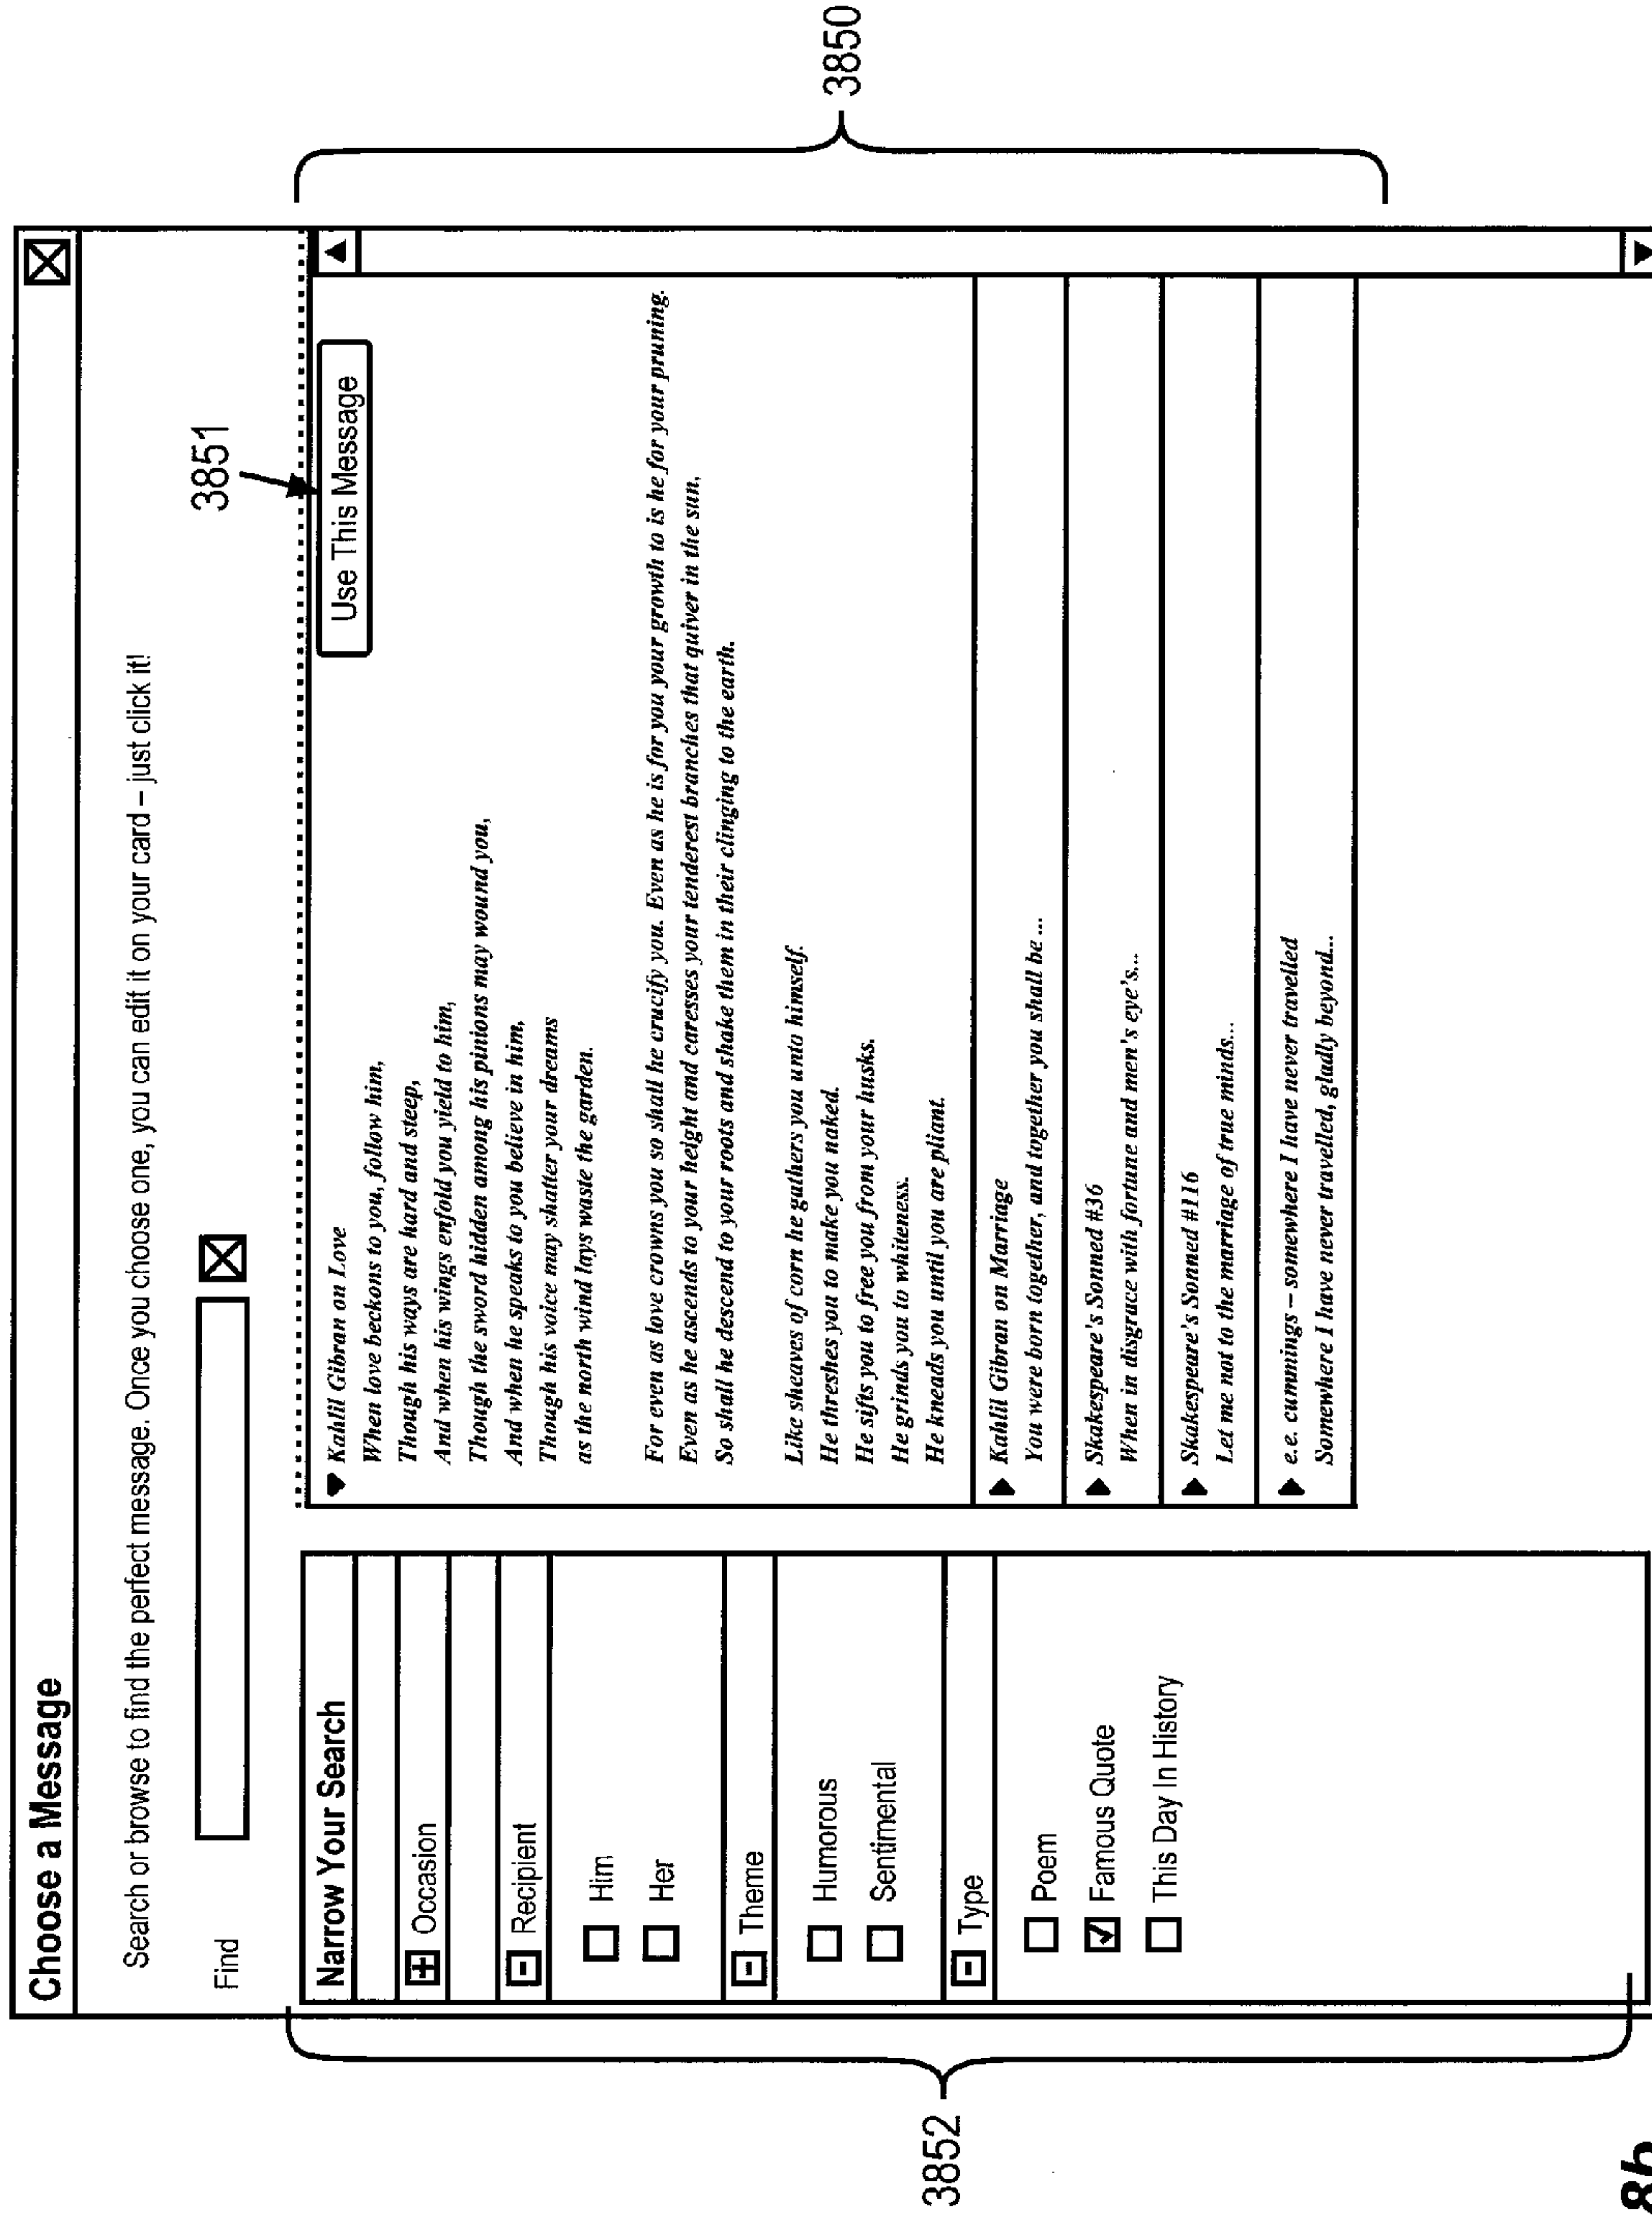 Choose a Message
Search or browse to find the perfect message. Once you choose one, you can edit it on your card – just click it!
Find
3851
3852
Narrow Your Search
Occasion
Recipient
Him
Her
Theme
Humorous
Sentimental
Type
Poem
Famous Quote
This Day In History
3850
Use This Message
Kahlil Gibran on Love
When love beckons to you, follow him,
Though his ways are hard and steep,
And when his wings enfold you yield to him,
Though the sword hidden among his pinions may wound you,
And when he speaks to you believe in him,
Though his voice may shatter your dreams
as the north wind lays waste the garden.
For even as love crowns you so shall he crucify you. Even as he is for you your growth to is he for your pruning.
Even as he ascends to your height and caresses your tenderest branches that quiver in the sun,
So shall he descend to your roots and shake them in their clinging to the earth.
Like sheaves of corn he gathers you unto himself.
He threshes you to make you naked.
He sifts you to free you from your husks.
He grinds you to whiteness.
He kneads you until you are pliant.
Kahlil Gibran on Marriage
You were born together, and together you shall be ...
Skakespeare's Sonned #36
When in disgrace with fortune and men's eye's...
Skakespeare's Sonned #116
Let me not to the marriage of true minds...
e.e. cummings – somewhere I have never travelled
Somewhere I have never travelled, gladly beyond...
8b